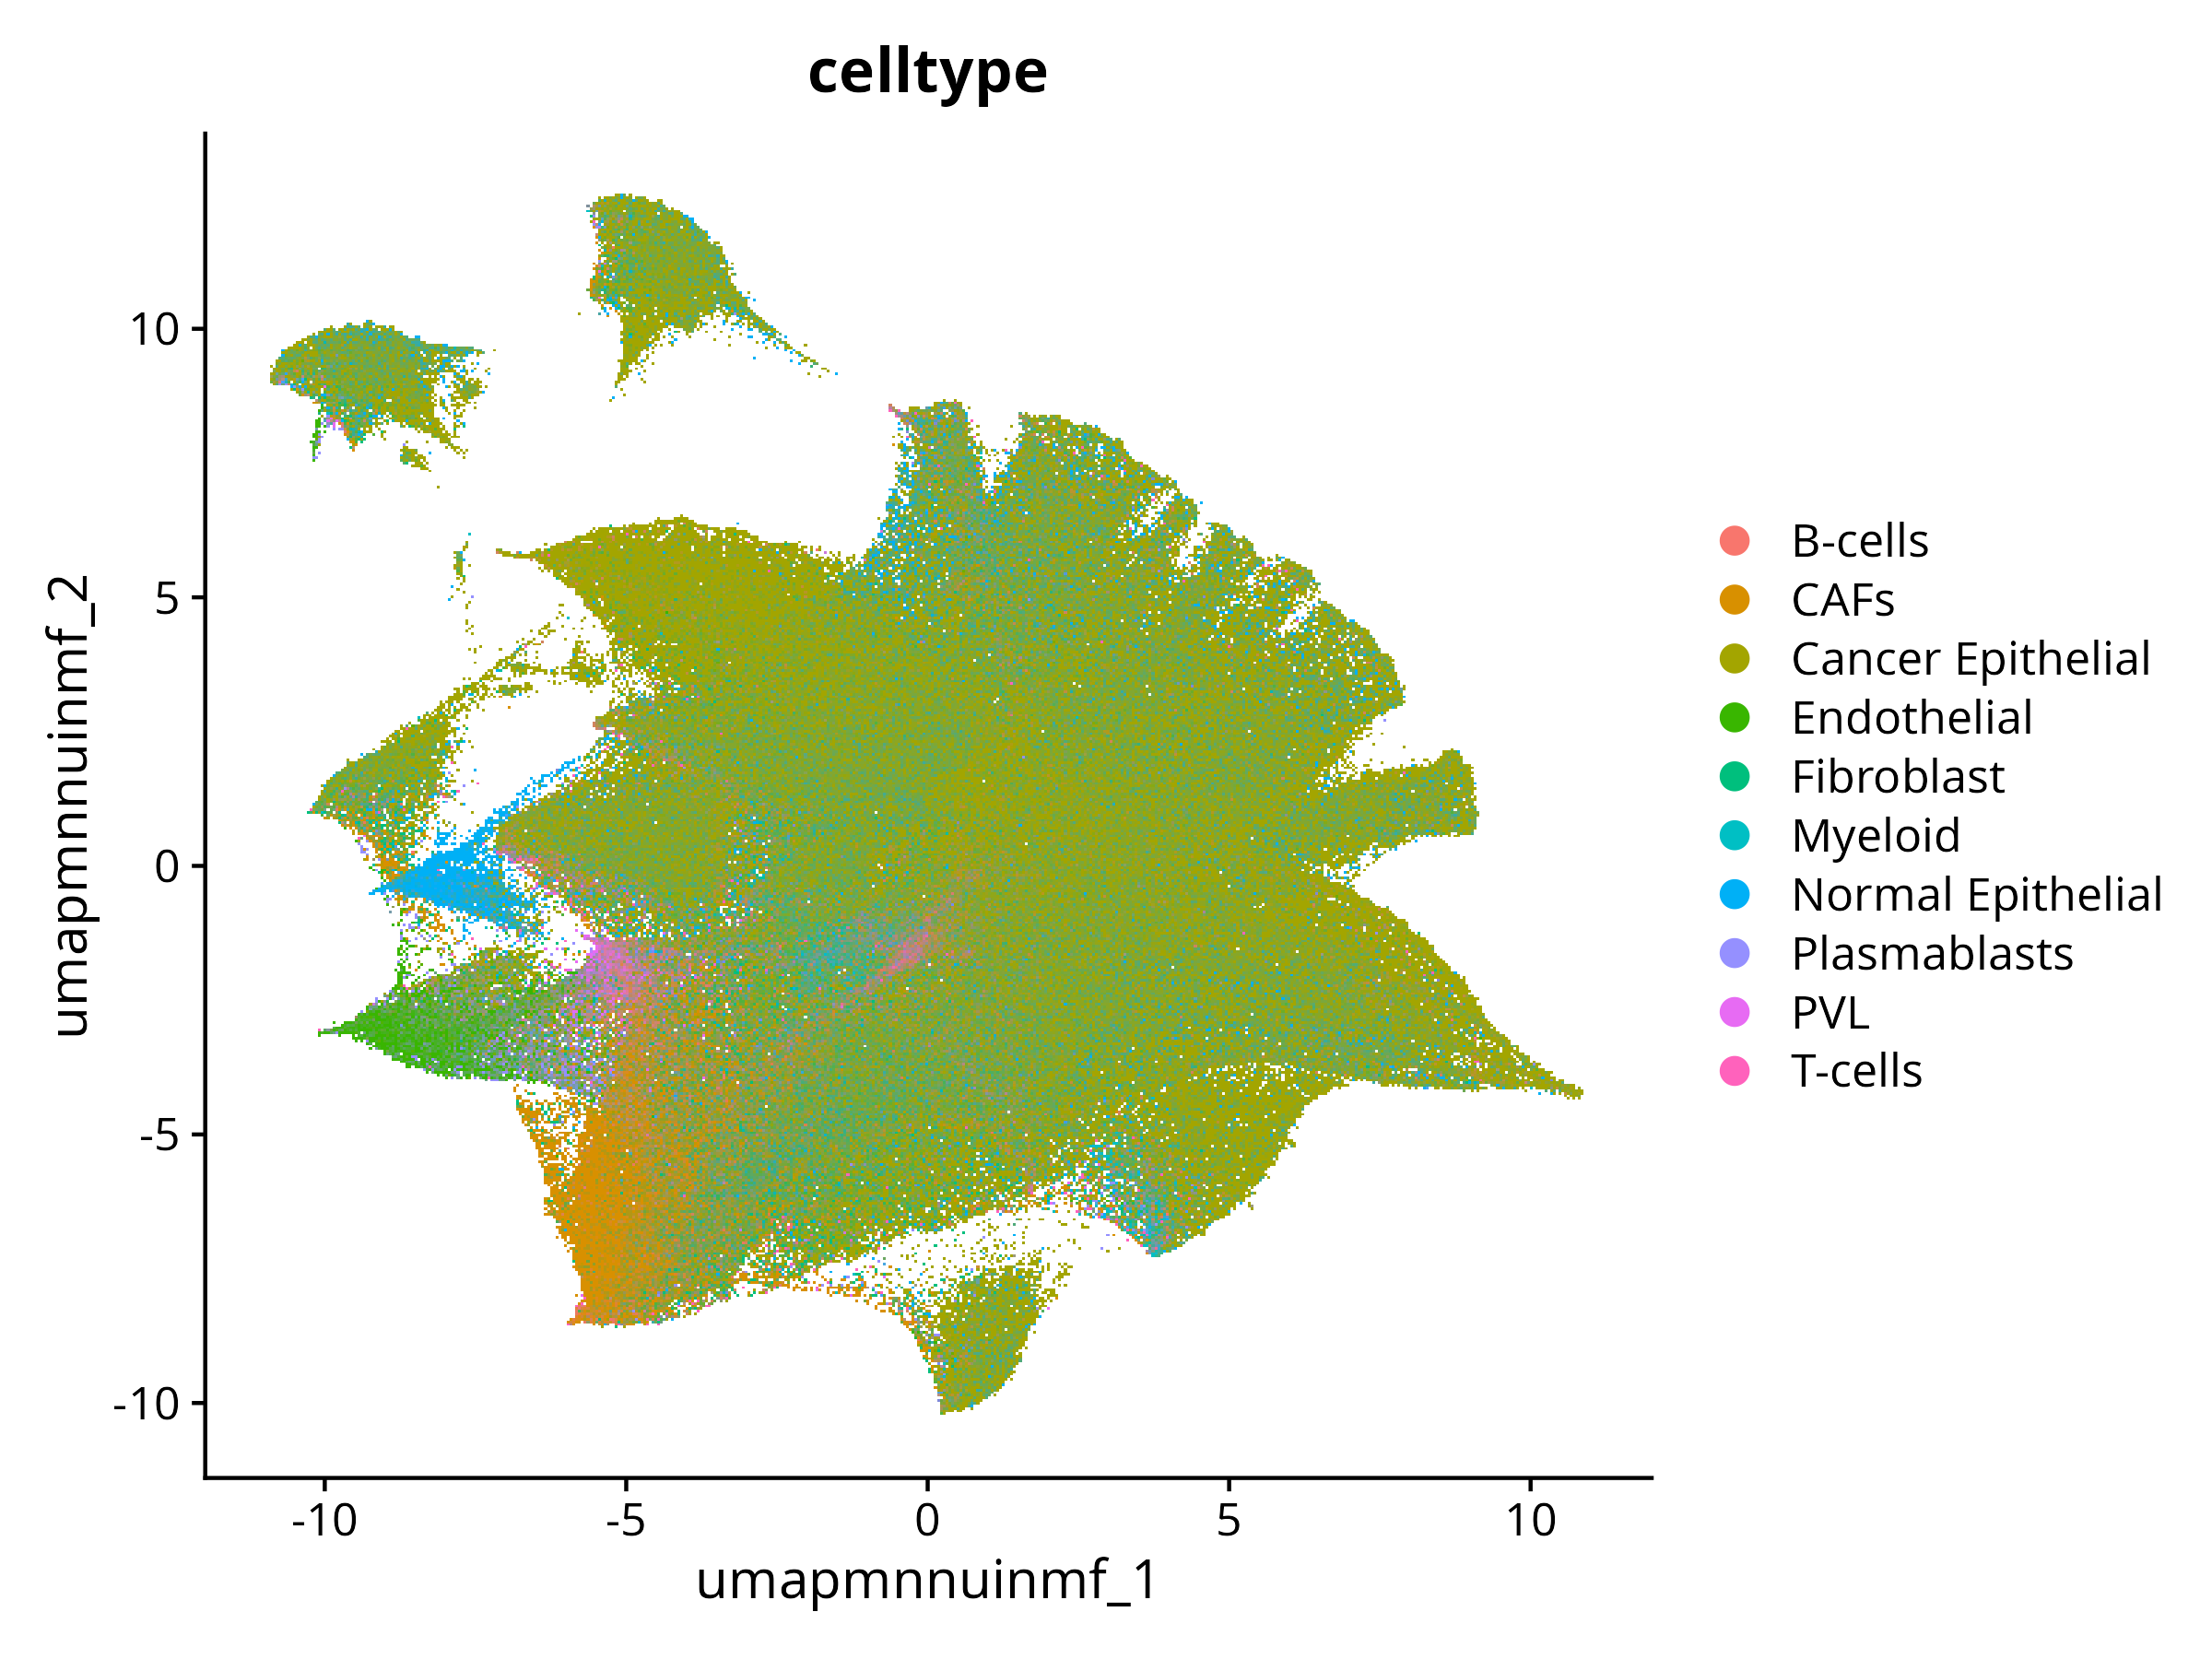 celltype
umapmnnuinmf_2
10
5
0
-5
-10
-10
-5
0
5
10
umapmnnuinmf_1
B-cells
CAFs
Cancer Epithelial
Endothelial
Fibroblast
Myeloid
Normal Epithelial
Plasmablasts
PVL
T-cells